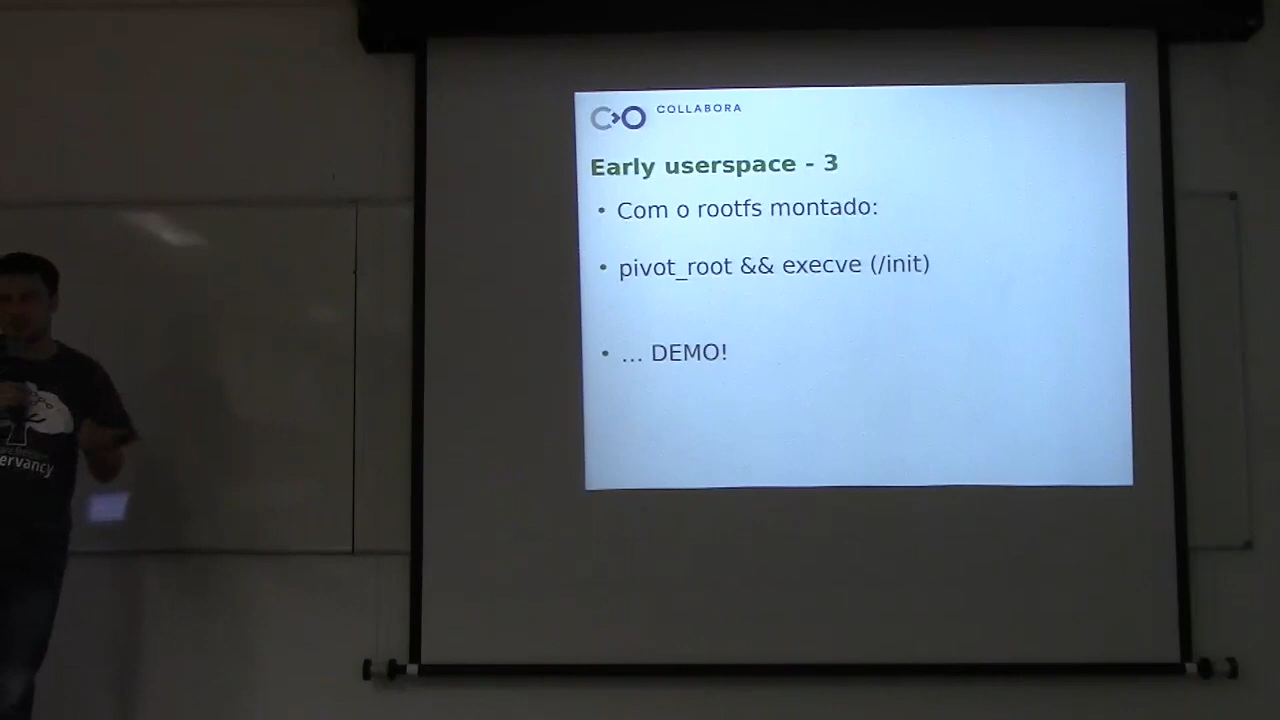 COLLABORA
Early userspace - 3
• Com o rootfs montado:
• pivot_root && execve (/init)
• ... DEMO!
ervancy